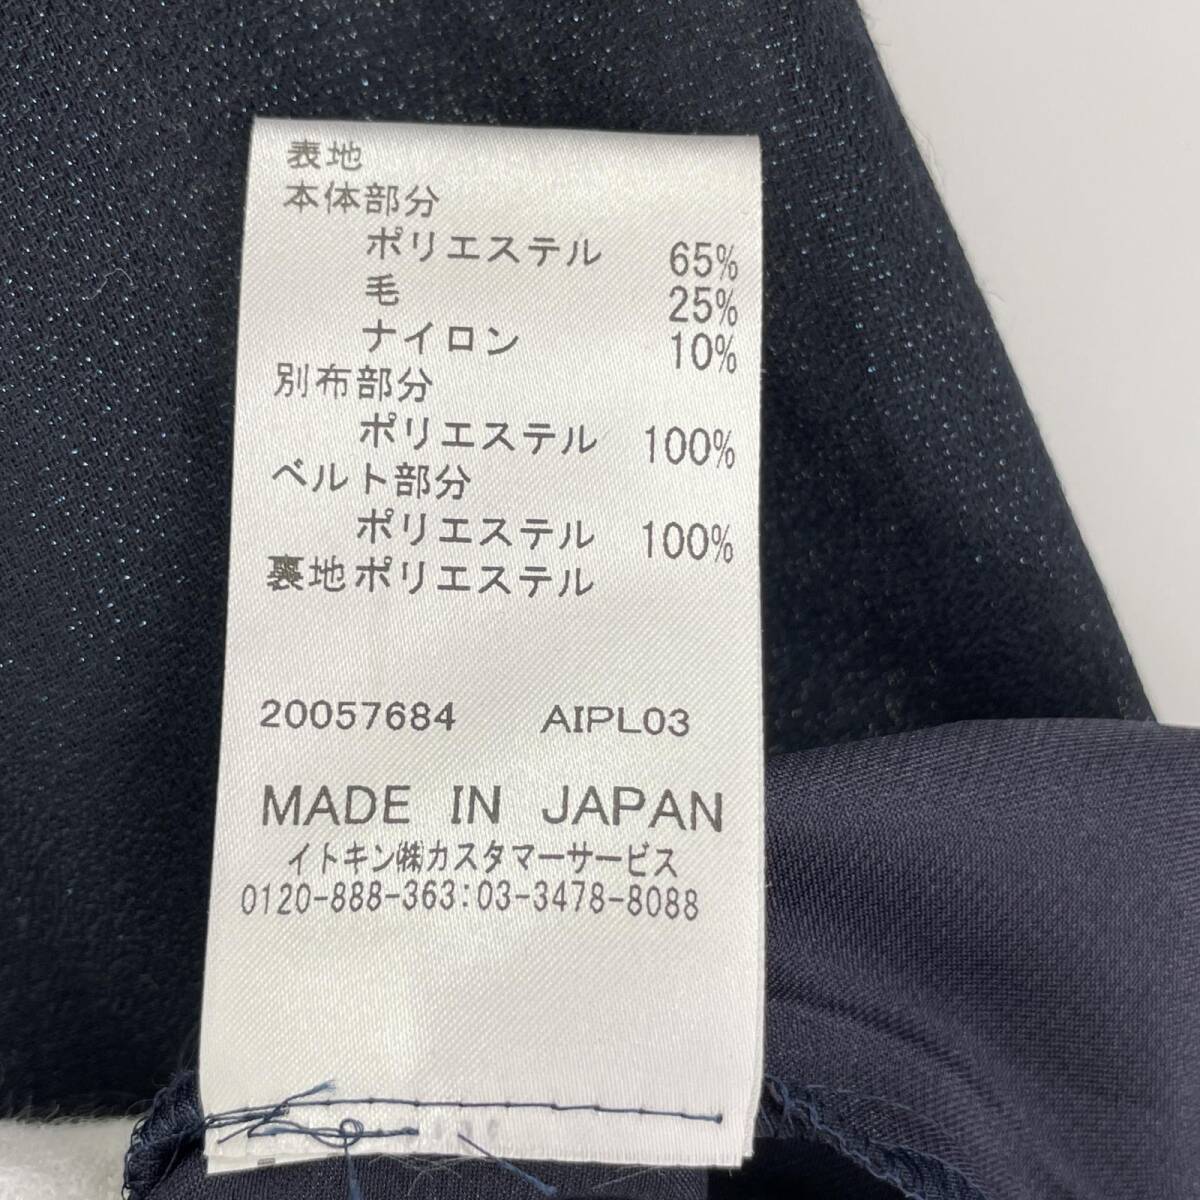 表地
本体部分
ポリエステル 65%
毛 25%
ナイロン 10%
別布部分
ポリエステル 100%
ベルト部分
ポリエステル 100%
裏地ポリエステル
20057684 AIPL03
MADE IN JAPAN
イトキン㈱カスタマーサービス
0120-888-363:03-3478-8088